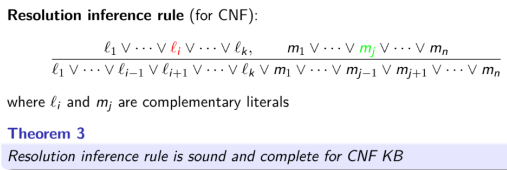 Resolution inference rule (for CNF):
ℓ₁ ∨ ⋯ ∨ ℓᵢ ∨ ⋯ ∨ ℓₖ, m₁ ∨ ⋯ ∨ mⱼ ∨ ⋯ ∨ mₙ
ℓ₁ ∨ ⋯ ∨ ℓᵢ₋₁ ∨ ℓᵢ₊₁ ∨ ⋯ ∨ ℓₖ ∨ m₁ ∨ ⋯ ∨ mⱼ₋₁ ∨ mⱼ₊₁ ∨ ⋯ ∨ mₙ
where ℓᵢ and mⱼ are complementary literals
Theorem 3
Resolution inference rule is sound and complete for CNF KB